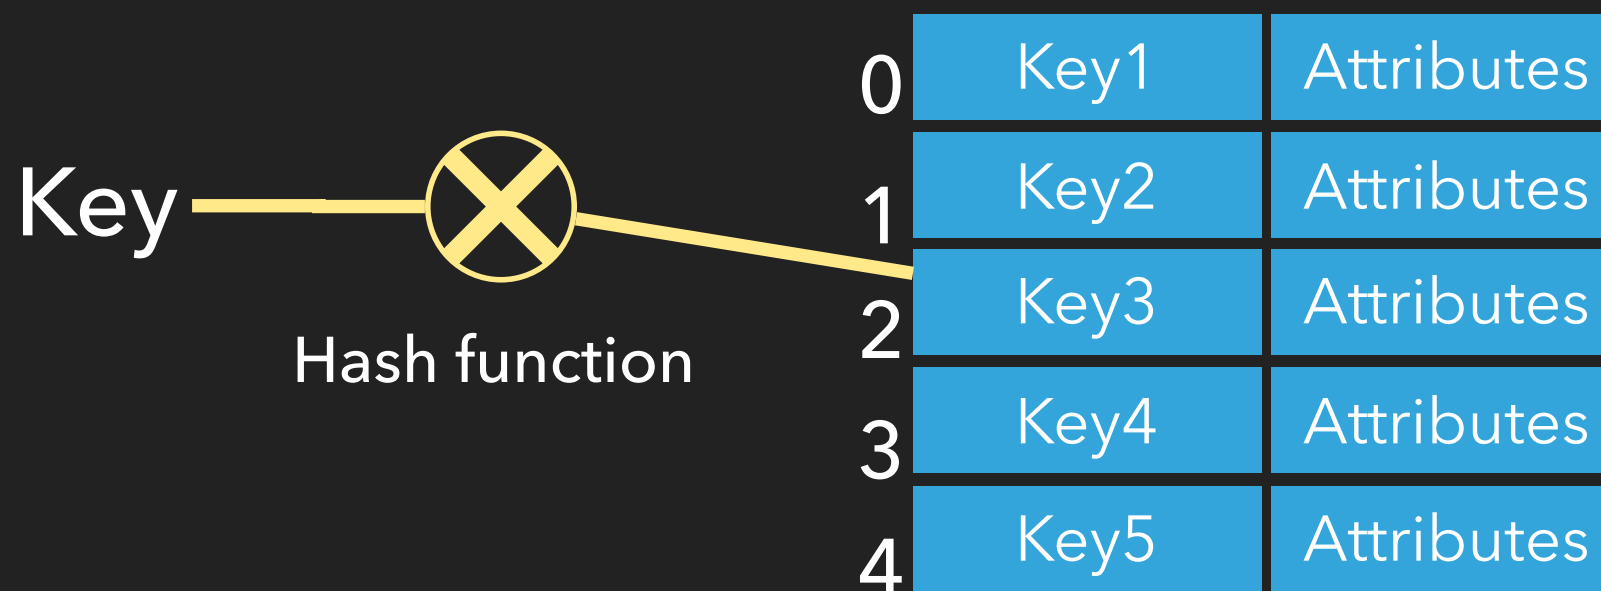 0 Key1 Attributes
Key
1 Key2 Attributes
2 Key3 Attributes
Hash function
3 Key4 Attributes
4 Key5 Attributes